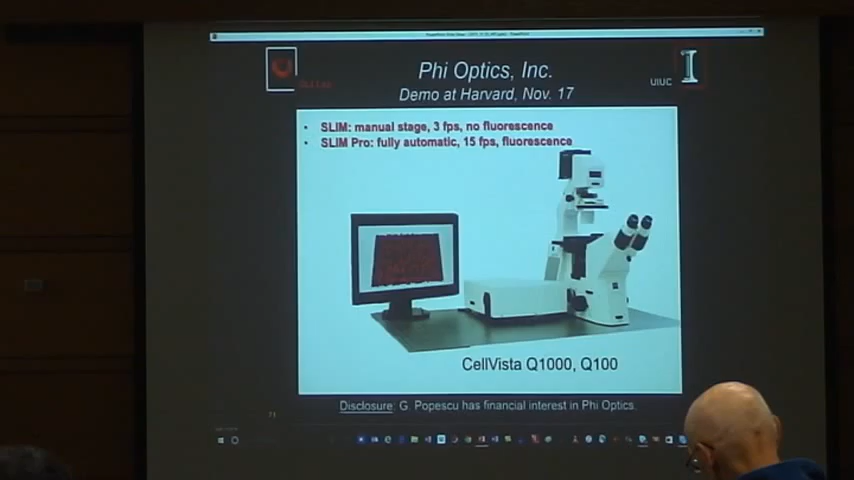 Phi Optics, Inc.
Demo at Harvard, Nov. 17
UIUC
I
• SLIM: manual stage, 3 fps, no fluorescence
• SLIM Pro: fully automatic, 15 fps, fluorescence
CellVista Q1000, Q100
Disclosure: G. Popescu has financial interest in Phi Optics.
71